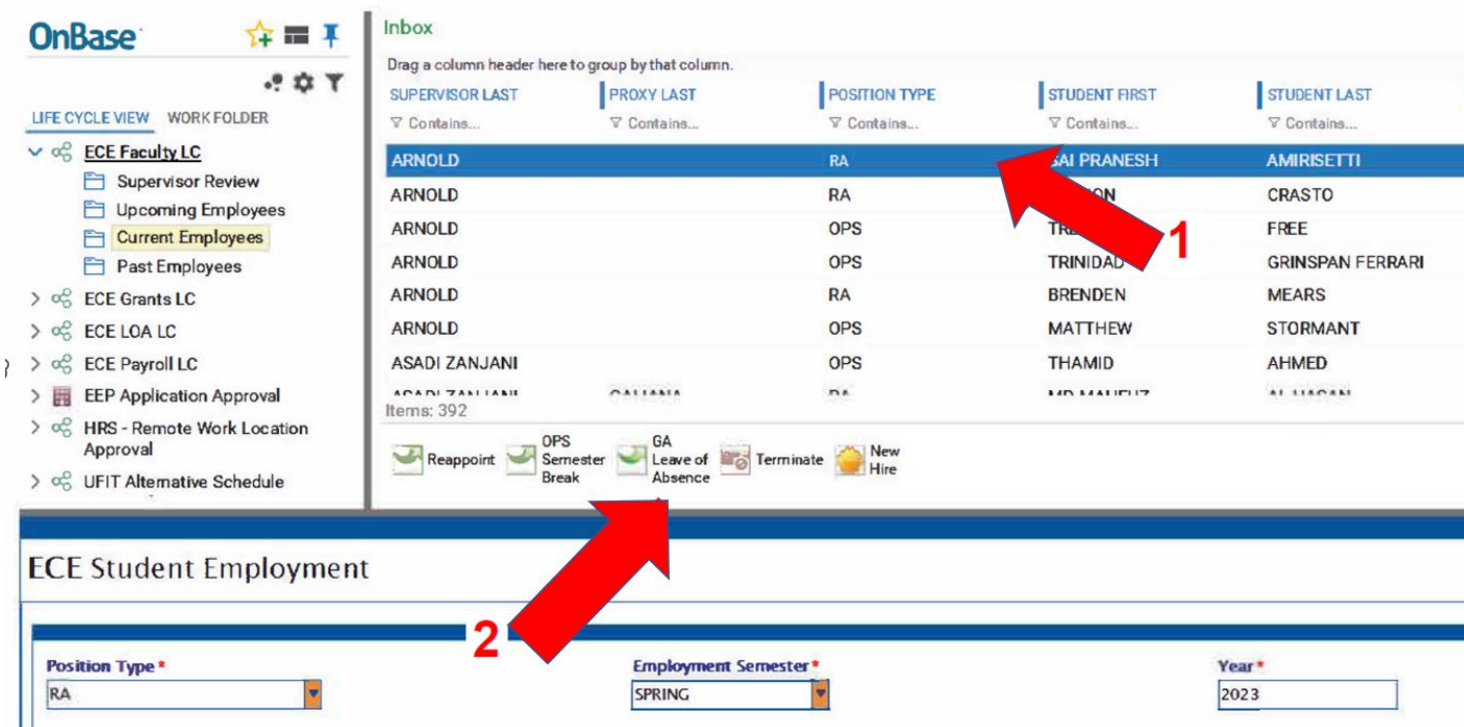 OnBase
LIFE CYCLE VIEW WORK FOLDER
ECE Faculty LC
Supervisor Review
Upcoming Employees
Current Employees
Past Employees
ECE Grants LC
ECE LOA LC
ECE Payroll LC
EEP Application Approval
HRS - Remote Work Location
Approval
UFIT Alternative Schedule
Inbox
Drag a column header here to group by that column.
SUPERVISOR LAST PROXY LAST POSITION TYPE STUDENT FIRST STUDENT LAST
Contains... Contains... Contains... Contains... Contains...
ARNOLD RA SAI PRANESH AMIRISETTI
ARNOLD RA CRASTO
ARNOLD OPS FREE
ARNOLD OPS TRINIDAD GRINSPAN FERRARI
ARNOLD RA BRENDEN MEARS
ARNOLD OPS MATTHEW STORMANT
ASADI ZANJANI OPS THAMID AHMED
ASADI ZANJANI RA
1
Items: 392
Reappoint
OPS
Semester
Break
GA
Leave of
Absence
Terminate
New
Hire
2
ECE Student Employment
Position Type * Employment Semester * Year *
RA SPRING 2023